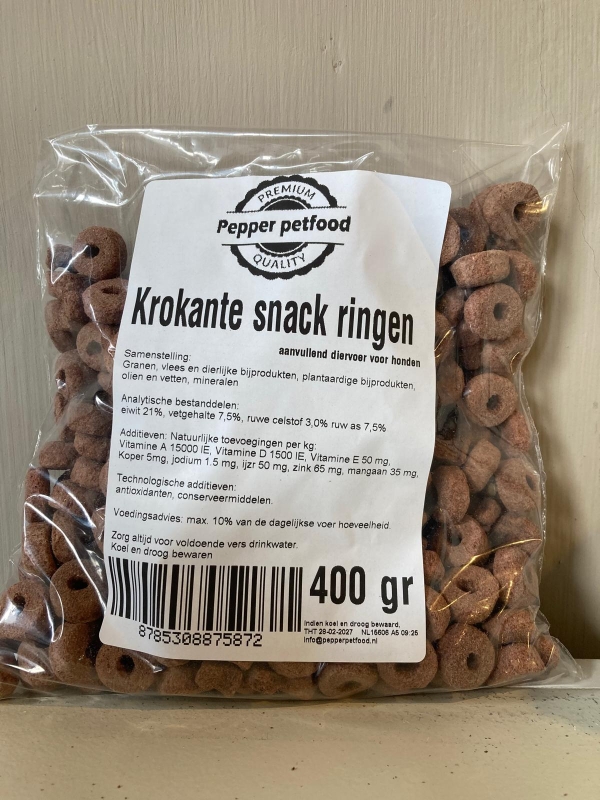 PREMIUM
Pepper petfood
QUALITY
Krokante snack ringen
aanvullend diervoer voor honden
Samenstelling:
Granen, vlees en dierlijke bijprodukten, plantaardige bijprodukten,
olien en vetten, mineralen
Analytische bestanddelen:
eiwit 21%, vetgehalte 7,5%, ruwe celstof 3,0% ruw as 7,5%
Additieven: Natuurlijke toevoegingen per kg:
Vitamine A 15000 IE, Vitamine D 1500 IE, Vitamine E 50 mg,
Koper 5mg, jodium 1.5 mg, ijzr 50 mg, zink 65 mg, mangaan 35 mg,
Technologische additieven:
antioxidanten, conserveermiddelen.
Voedingsadvies: max. 10% van de dagelijkse voer hoeveelheid.
Zorg altijd voor voldoende vers drinkwater.
Koel en droog bewaren
400 gr
8785308875872
Indien koel en droog bewaard,
THT 28-02-2027 NL15606 A5 09:25
info@pepperpetfood.nl